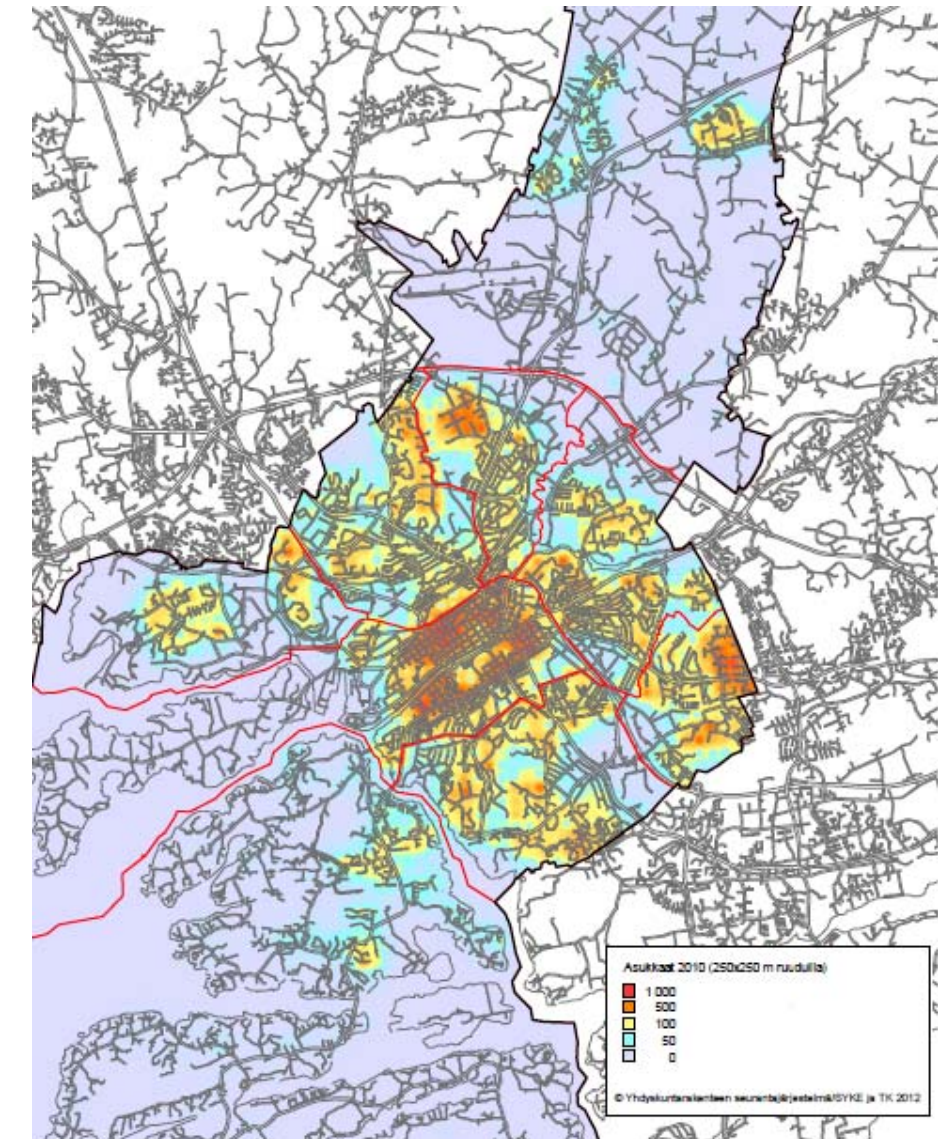 Asukkaat 2010 (250x250 m ruuduilla)
1 000
500
100
50
0
© Yhdyskuntarakenteen seurantajärjestelmä/SYKE ja TK 2012